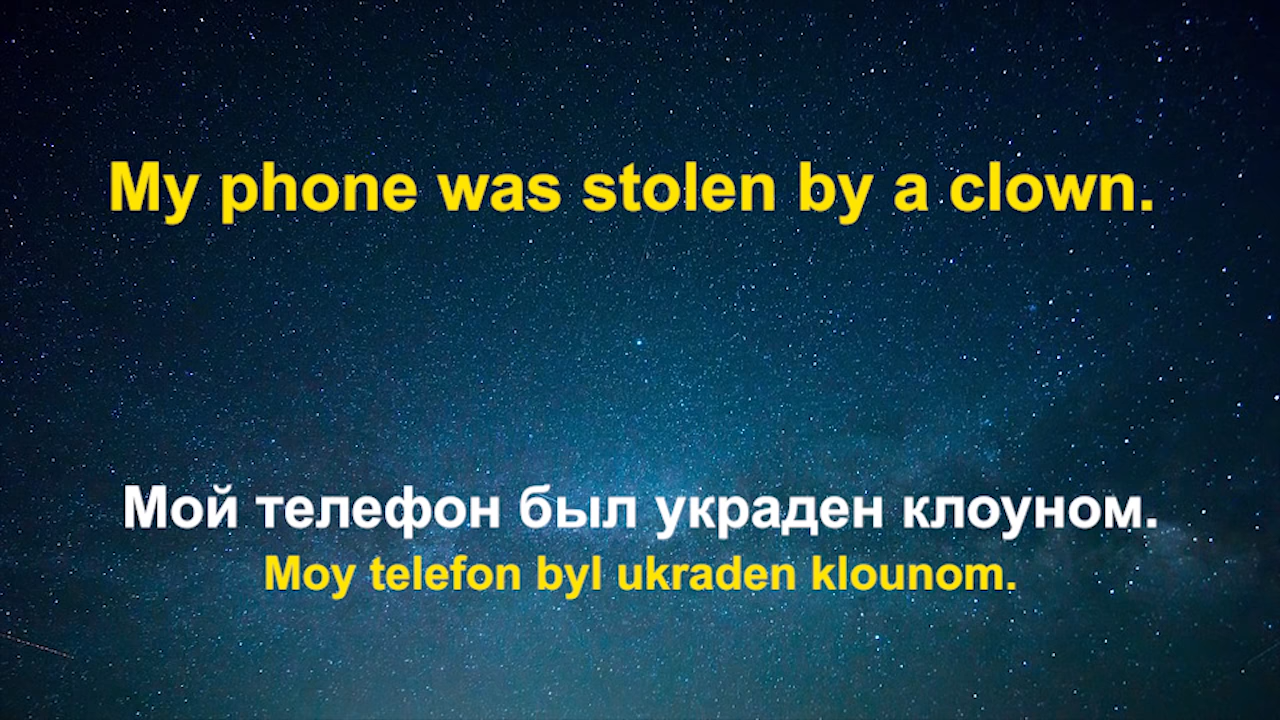 My phone was stolen by a clown.
Мой телефон был украден клоуном.
Moy telefon byl ukraden klounom.